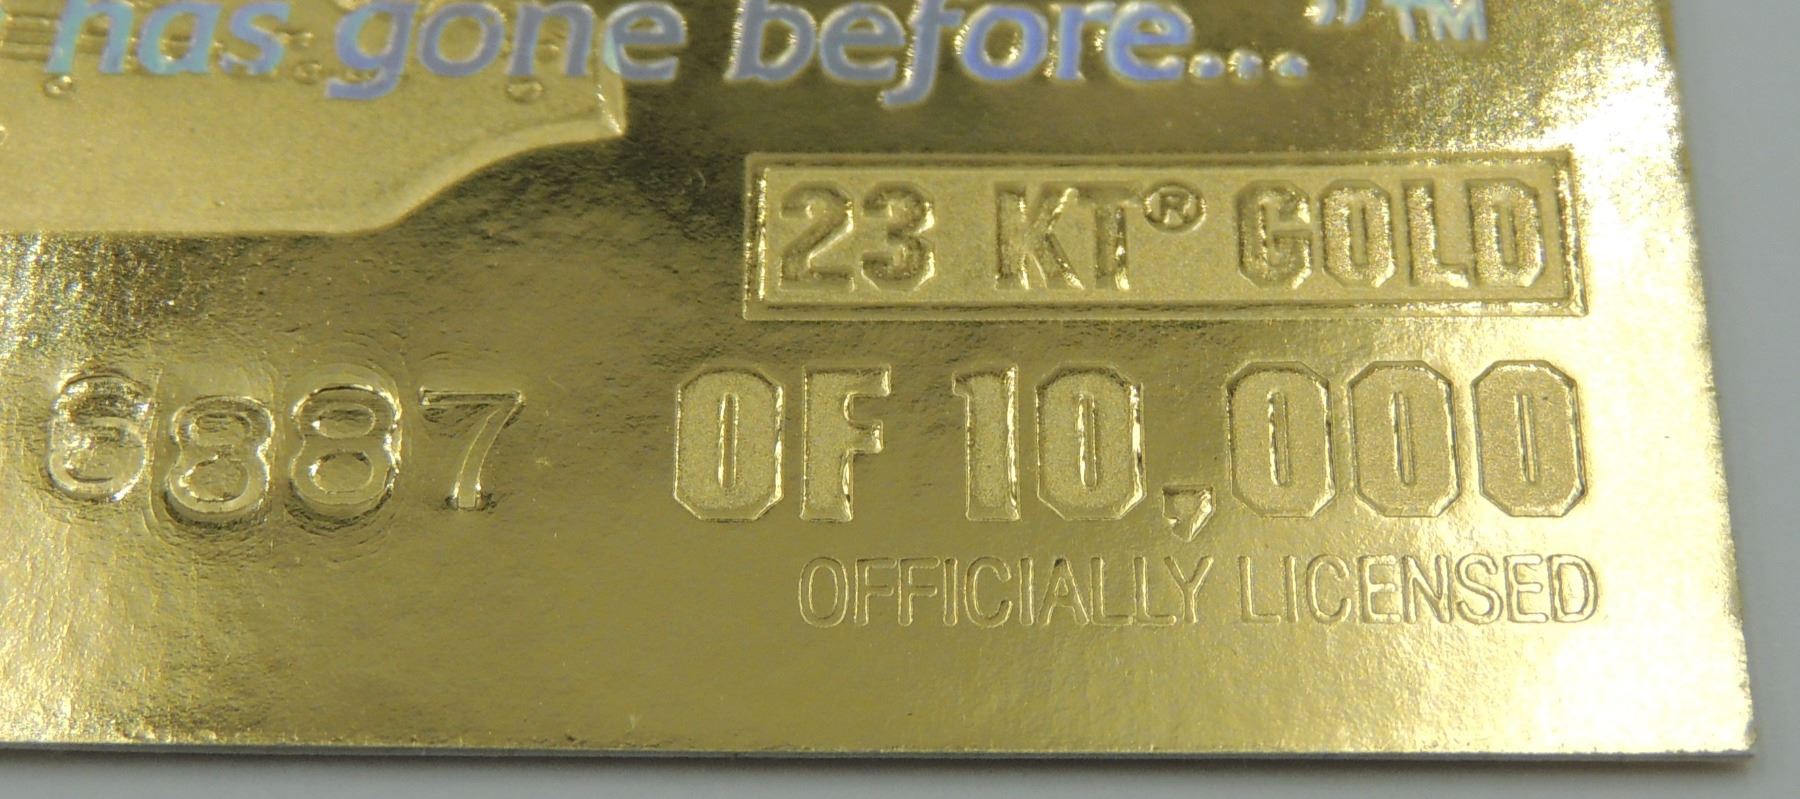 has gone before..."™
23 KT® GOLD
6887 OF 10,000
OFFICIALLY LICENSED